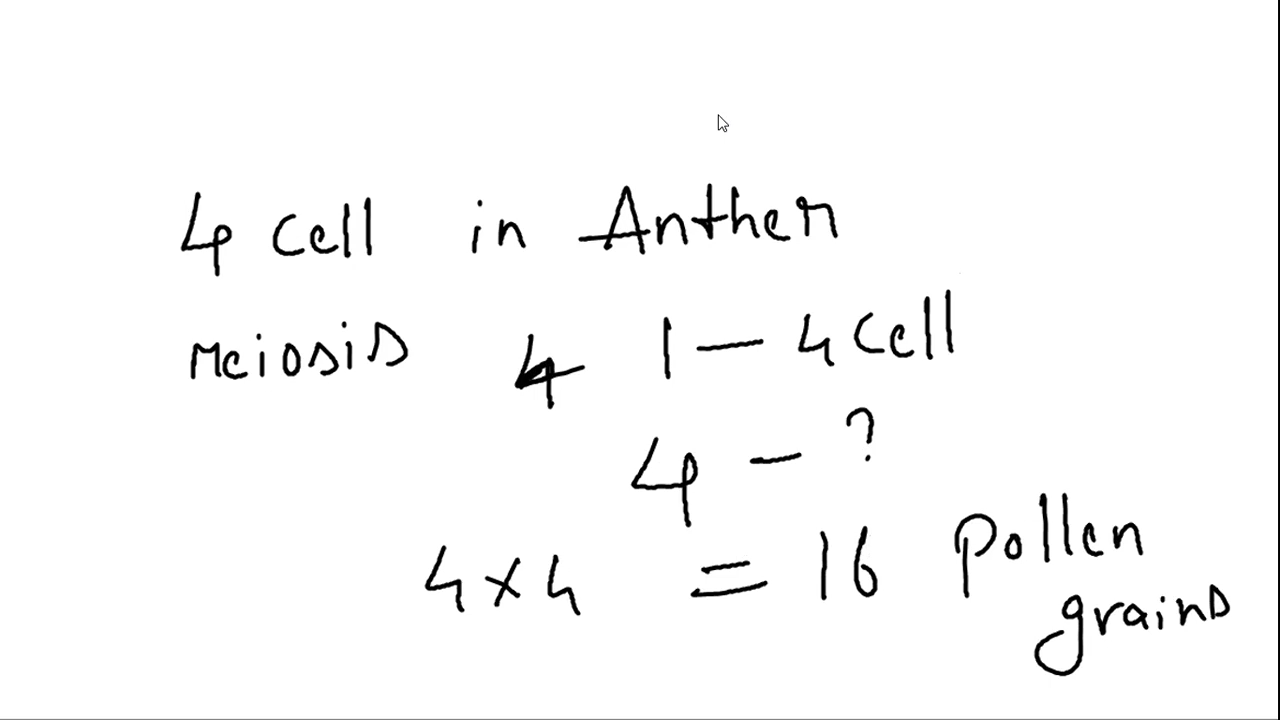 4 cell in Anther
meiosis 4 1 — 4 cell
4 — ?
4 × 4 = 16 pollen
grains